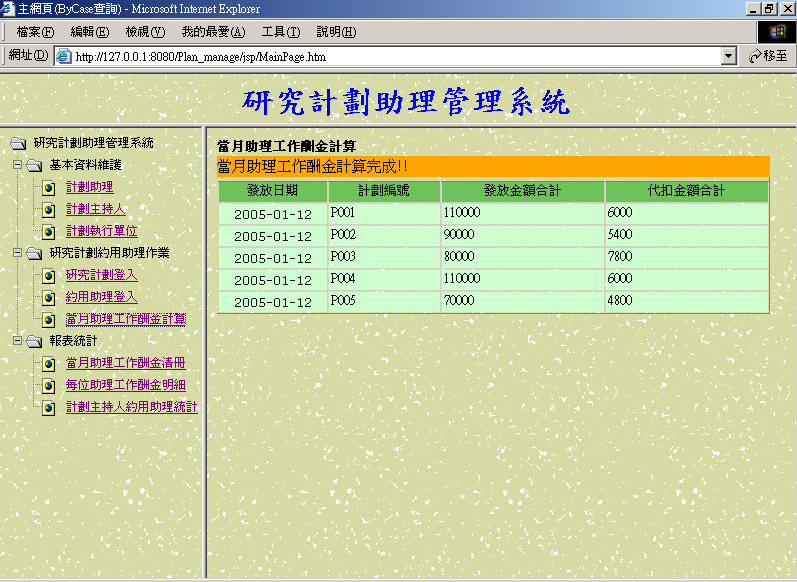 主網頁(ByCase查詢) - Microsoft Internet Explorer
檔案(F) 編輯(E) 檢視(V) 我的最愛(A) 工具(T) 說明(H)
網址(D) http://127.0.0.1:8080/Plan_manage/jsp/MainPage.htm 移至
研究計劃助理管理系統
研究計劃助理管理系統
基本資料維護
計劃助理
計劃主持人
計劃執行單位
研究計劃約用助理作業
研究計劃登入
約用助理登入
當月助理工作酬金計算
報表統計
當月助理工作酬金清冊
每位助理工作酬金明細
計劃主持人約用助理統計
當月助理工作酬金計算
當月助理工作酬金計算完成!!
發放日期 計劃編號 發放金額合計 代扣金額合計
2005-01-12 P001 110000 6000
2005-01-12 P002 90000 5400
2005-01-12 P003 80000 7800
2005-01-12 P004 110000 6000
2005-01-12 P005 70000 4800